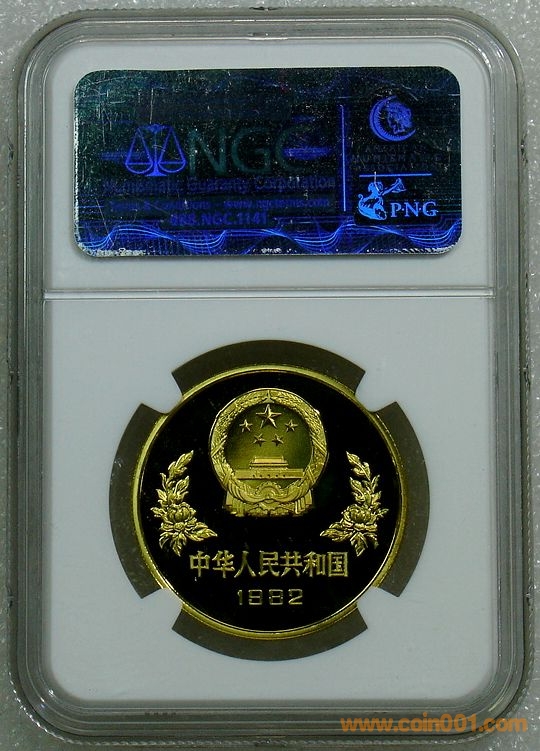 NGC
Numismatic Guaranty Corporation
888.NGC.1141
PNG
中华人民共和国
1982
www.coin001.com